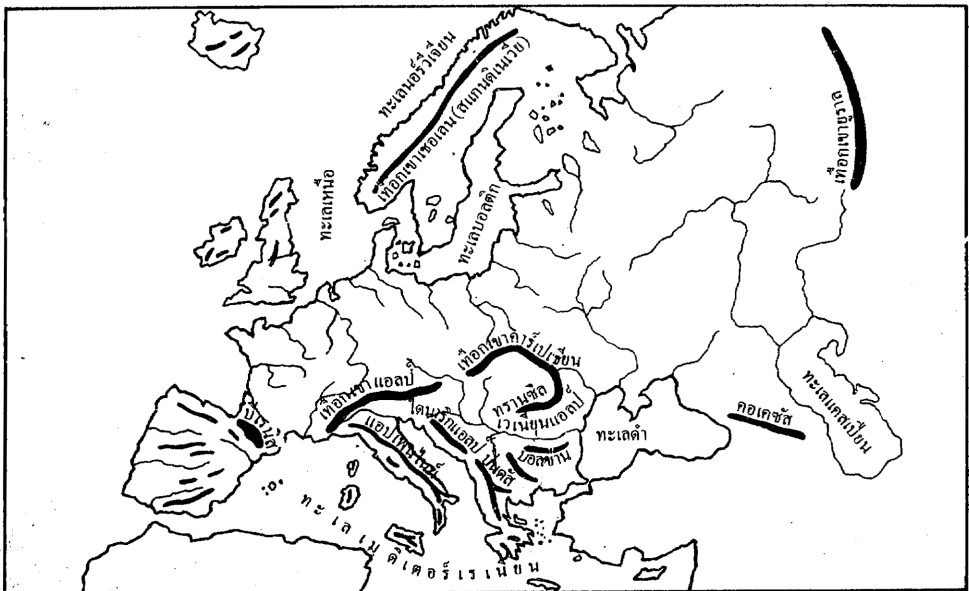 ทะเลนอร์วีเจียน
เทือกเขาเชอเลน(สแกนดิเนเวีย)
เทือกเขายูราล
ทะเลเหนือ
ทะเลบอลติก
เทือกเขาคาร์เปเซียน
เทือกเขาแอลป์
ทรานซิล
เวเนียนแอลป์
ทะเลแคสเปียน
คอเคซัส
ทะเลดำ
ปิเรนีส
แอปเพนไนน์
ไดนาริกแอลป์
ปินดัส
บอลข่าน
ทะเลเมดิเตอร์เรเนียน